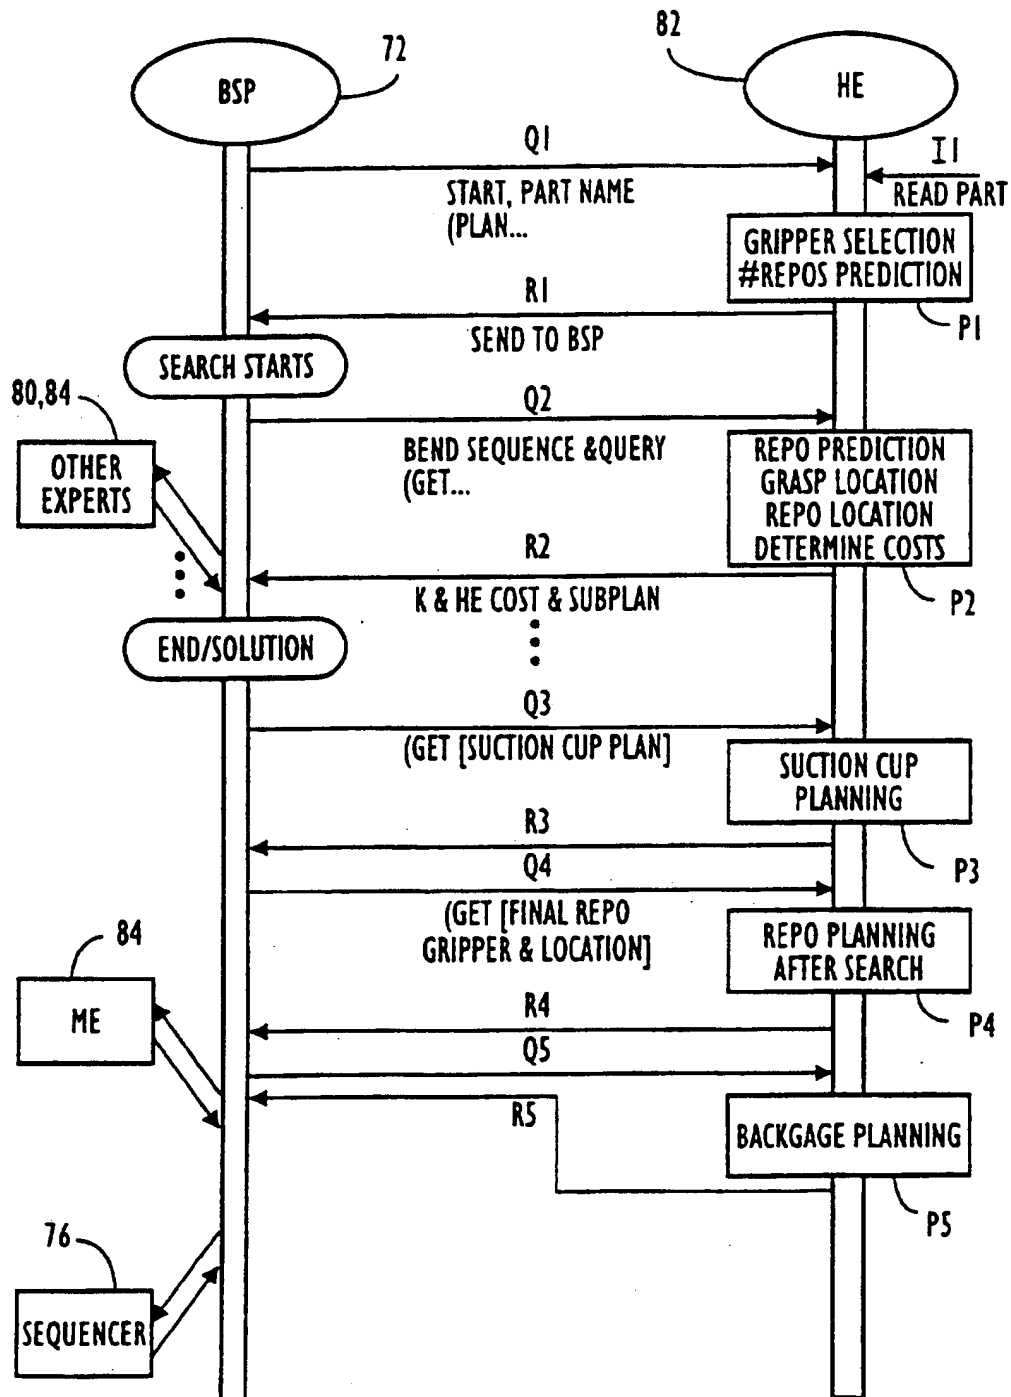 72
82
BSP
HE
Q1
I1
START, PART NAME
(PLAN...
READ PART
GRIPPER SELECTION
#REPOS PREDICTION
R1
P1
SEND TO BSP
SEARCH STARTS
80,84
Q2
OTHER
EXPERTS
BEND SEQUENCE &QUERY
(GET...
REPO PREDICTION
GRASP LOCATION
REPO LOCATION
DETERMINE COSTS
R2
K & HE COST & SUBPLAN
P2
END/SOLUTION
Q3
(GET [SUCTION CUP PLAN]
SUCTION CUP
PLANNING
R3
P3
Q4
(GET [FINAL REPO
GRIPPER & LOCATION]
REPO PLANNING
AFTER SEARCH
84
ME
R4
P4
Q5
R5
BACKGAGE PLANNING
P5
76
SEQUENCER